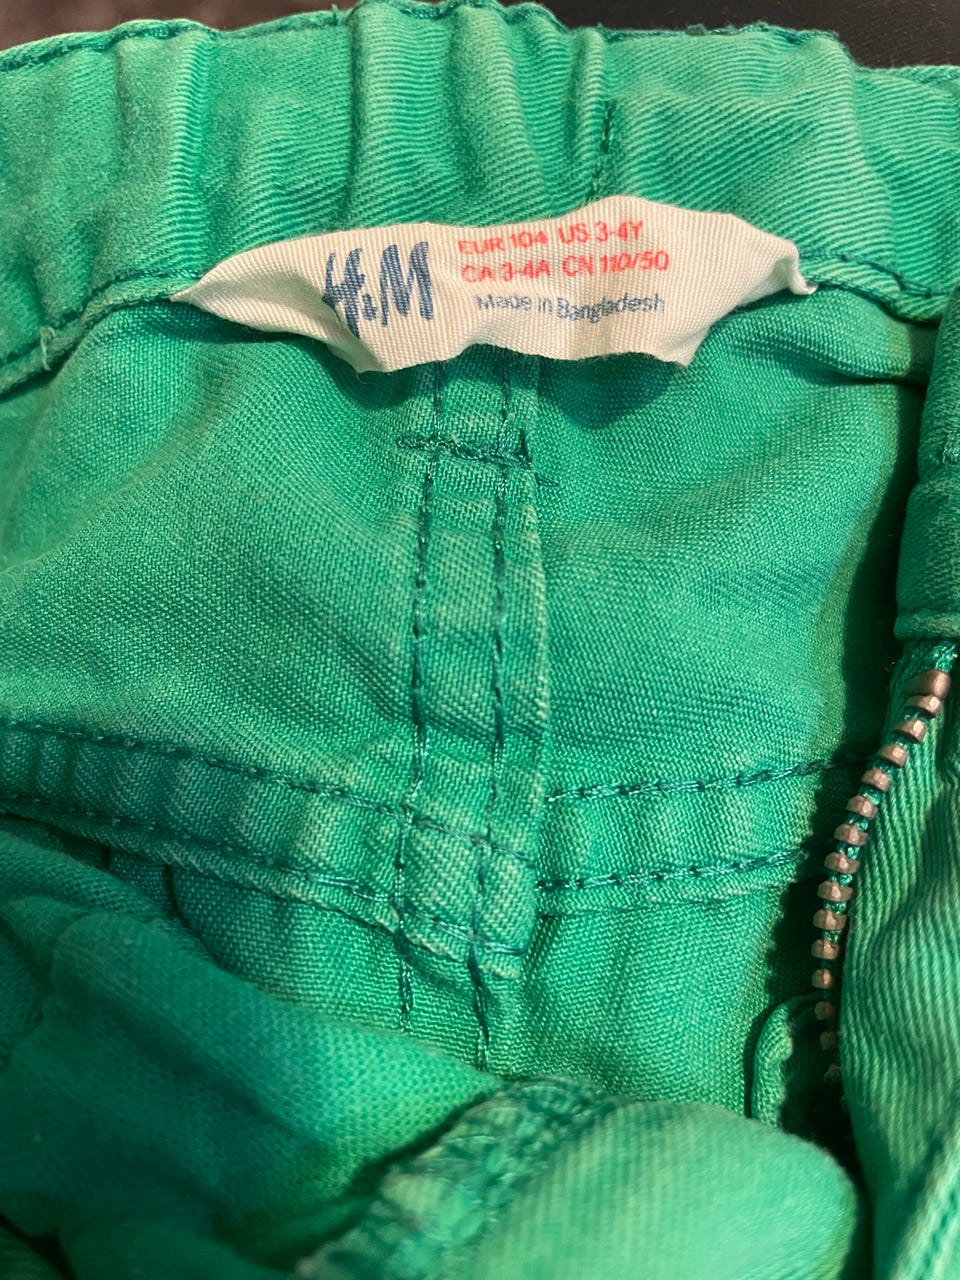 H&M
EUR 104 US 3-4Y
CA 3-4A CN 110/50
Made in Bangladesh